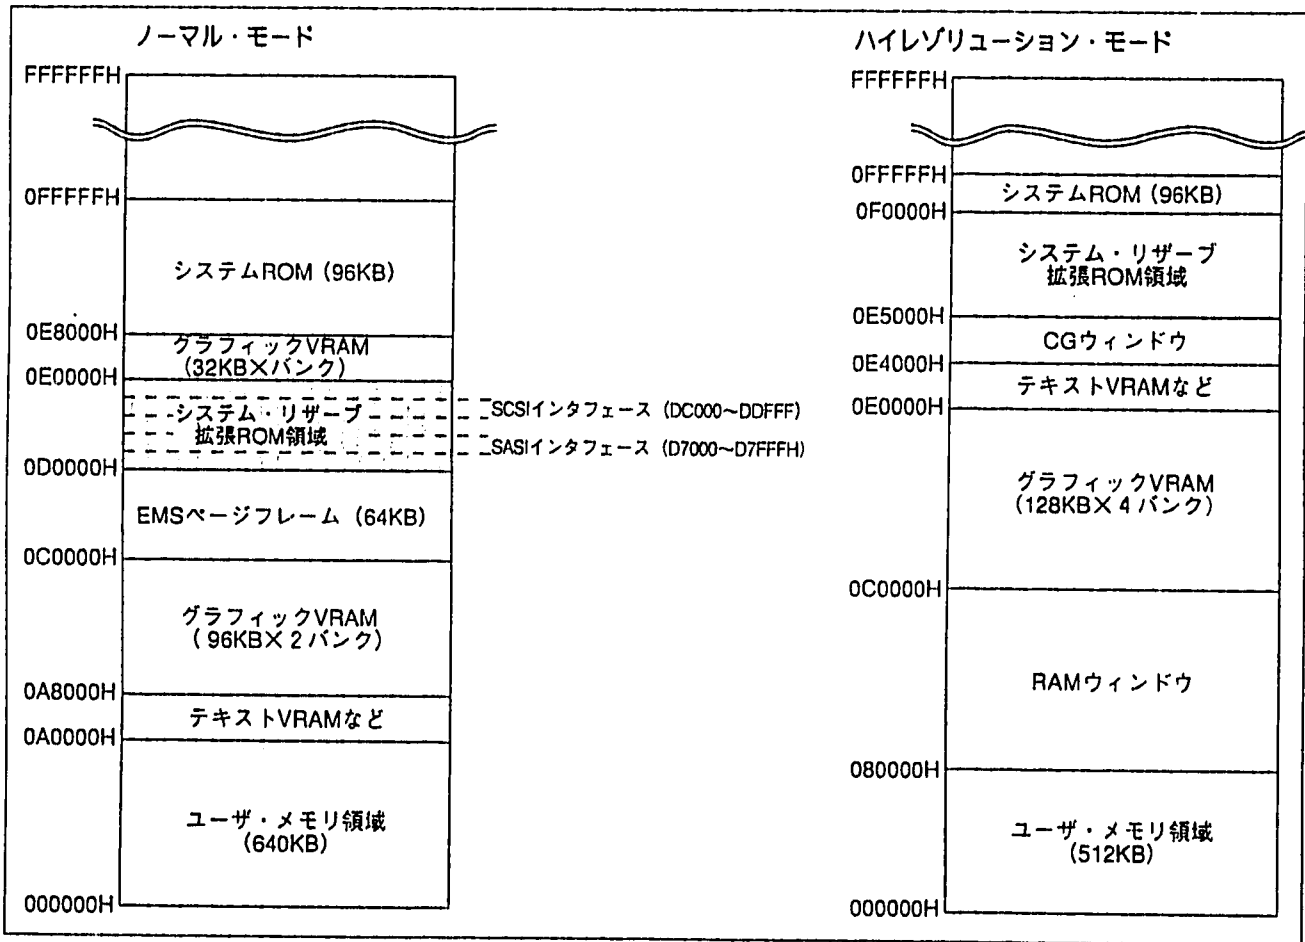 ノーマル・モード
FFFFFFH
0FFFFFH
システムROM (96KB)
0E8000H
グラフィックVRAM
(32KB×バンク)
0E0000H
システム・リザーブ
拡張ROM領域
SCSIインタフェース (DC000~DDFFF)
SASIインタフェース (D7000~D7FFFH)
0D0000H
EMSページフレーム (64KB)
0C0000H
グラフィックVRAM
(96KB×2バンク)
0A8000H
テキストVRAMなど
0A0000H
ユーザ・メモリ領域
(640KB)
000000H
ハイレゾリューション・モード
FFFFFFH
0FFFFFH
システムROM (96KB)
0F0000H
システム・リザーブ
拡張ROM領域
0E5000H
CGウィンドウ
0E4000H
テキストVRAMなど
0E0000H
グラフィックVRAM
(128KB×4バンク)
0C0000H
RAMウィンドウ
080000H
ユーザ・メモリ領域
(512KB)
000000H